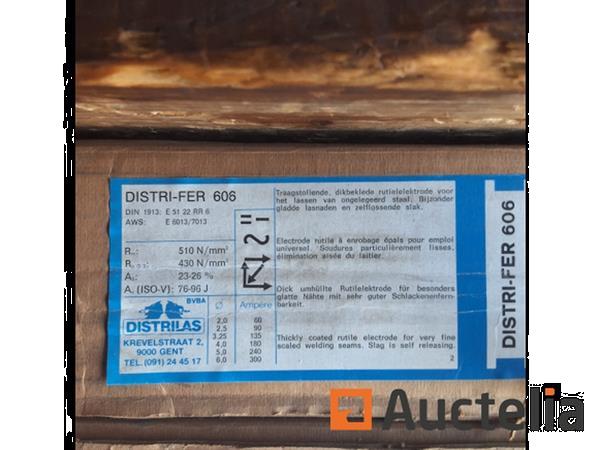 DISTRI-FER 606
DIN 1913: E 51 22 RR 6
AWS: E 6013/7013
Rm: 510 N/mm²
430 N/mm²
23-26 %
A. (ISO-V): 76-96 J
BVBA
DISTRILAS
KREVELSTRAAT 2,
9000 GENT
TEL. (091) 24 45 17
Ø Ampère
2,0 60
2,5 90
3,25 135
4,0 180
5,0 240
6,0 300
Traagstollende, dikbeklede rutielelektrode voor
het lassen van ongelegeerd staal. Bijzonder
gladde lasnaden en zelflossende slak.
Electrode rutile à enrobage épais pour emploi
universel. Soudures particulièrement lisses,
élimination aisée du laitier.
Dick umhüllte Rutilelektrode für besonders
glatte Nähte mit sehr guter Schlackenentfern-
barkeit.
Thickly coated rutile electrode for very fine
scaled welding seams. Slag is self releasing.
2
DISTRI-FER 606
Auctelia